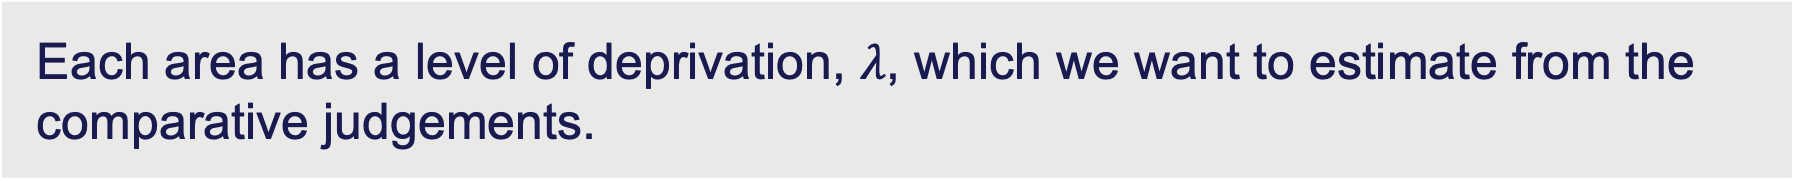 Each area has a level of deprivation, λ, which we want to estimate from the
comparative judgements.